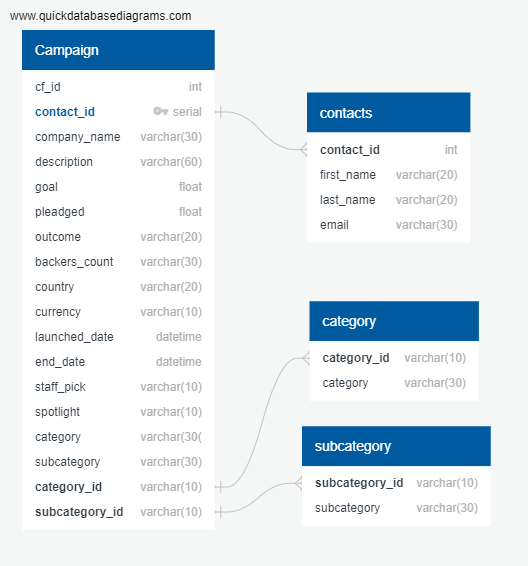 www.quickdatabasediagrams.com
Campaign
cf_id int
contact_id serial
company_name varchar(30)
description varchar(60)
goal float
pleadged float
outcome varchar(20)
backers_count varchar(30)
country varchar(20)
currency varchar(10)
launched_date datetime
end_date datetime
staff_pick varchar(10)
spotlight varchar(10)
category varchar(30(
subcategory varchar(30)
category_id varchar(10)
subcategory_id varchar(10)
contacts
contact_id int
first_name varchar(20)
last_name varchar(20)
email varchar(30)
category
category_id varchar(10)
category varchar(30)
subcategory
subcategory_id varchar(10)
subcategory varchar(30)